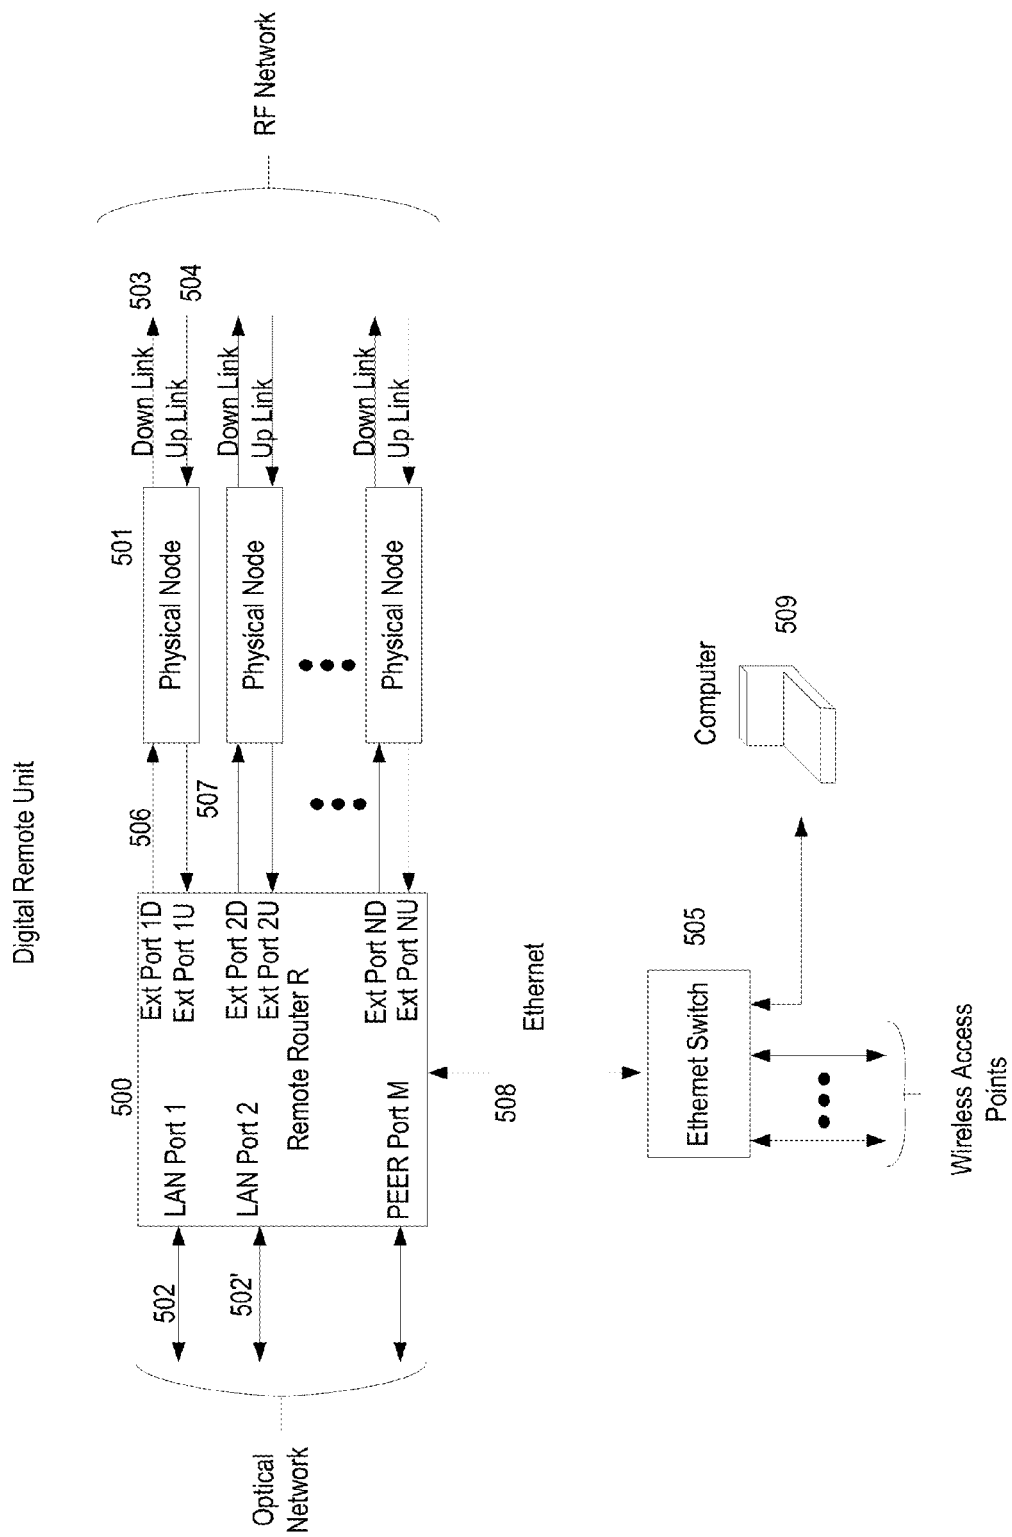 Digital Remote Unit
500
LAN Port 1
LAN Port 2
PEER Port M
Remote Router R
Ext Port 1D
Ext Port 1U
Ext Port 2D
Ext Port 2U
Ext Port ND
Ext Port NU
502
502'
Optical
Network
506
507
501
Physical Node
Physical Node
Physical Node
Down Link
503
Up Link
504
Down Link
Up Link
Down Link
Up Link
RF Network
508
Ethernet
Ethernet Switch
505
Computer
509
Wireless Access
Points